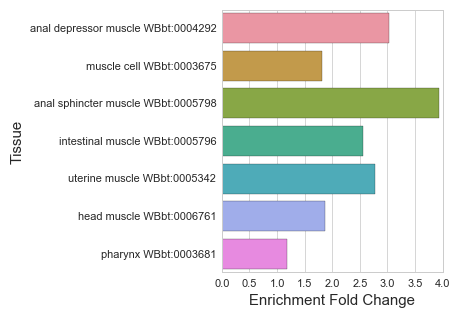 anal depressor muscle WBbt:0004292
muscle cell WBbt:0003675
anal sphincter muscle WBbt:0005798
intestinal muscle WBbt:0005796
uterine muscle WBbt:0005342
head muscle WBbt:0006761
pharynx WBbt:0003681
Tissue
0.0 0.5 1.0 1.5 2.0 2.5 3.0 3.5 4.0
Enrichment Fold Change